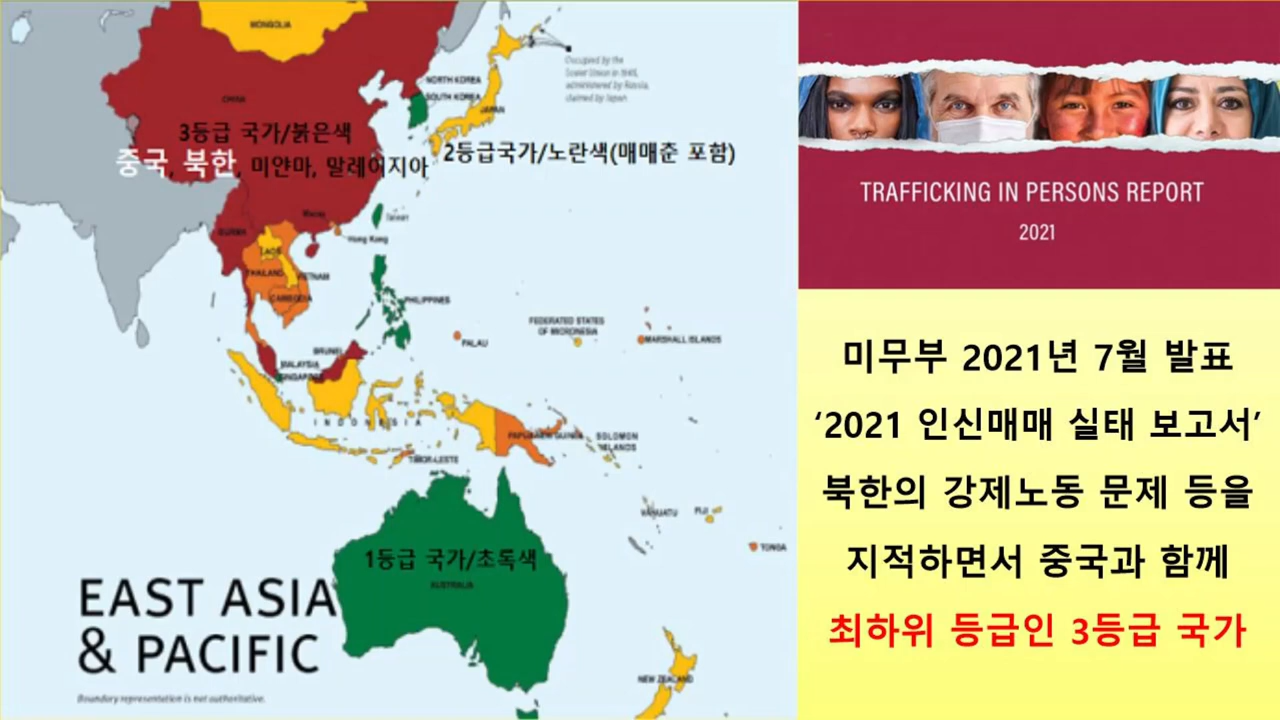 MONGOLIA
Occupied by the
Soviet Union in 1945,
administered by Russia,
claimed by Japan.
NORTH KOREA
SOUTH KOREA
JAPAN
CHINA
3등급 국가/붉은색
중국, 북한, 미얀마, 말레이지아
2등급국가/노란색(매매춘 포함)
Macau
Taiwan
Hong Kong
BURMA
LAOS
THAILAND
VIETNAM
CAMBODIA
PHILIPPINES
FEDERATED STATES
OF MICRONESIA
MARSHALL ISLANDS
PALAU
BRUNEI
MALAYSIA
SINGAPORE
INDONESIA
PAPUA NEW GUINEA
SOLOMON
ISLANDS
TIMOR-LESTE
VANUATU
FIJI
TONGA
1등급 국가/초록색
AUSTRALIA
NEW ZEALAND
EAST ASIA
& PACIFIC
Boundary representation is not authoritative.
TRAFFICKING IN PERSONS REPORT
2021
미무부 2021년 7월 발표
‘2021 인신매매 실태 보고서’
북한의 강제노동 문제 등을
지적하면서 중국과 함께
최하위 등급인 3등급 국가